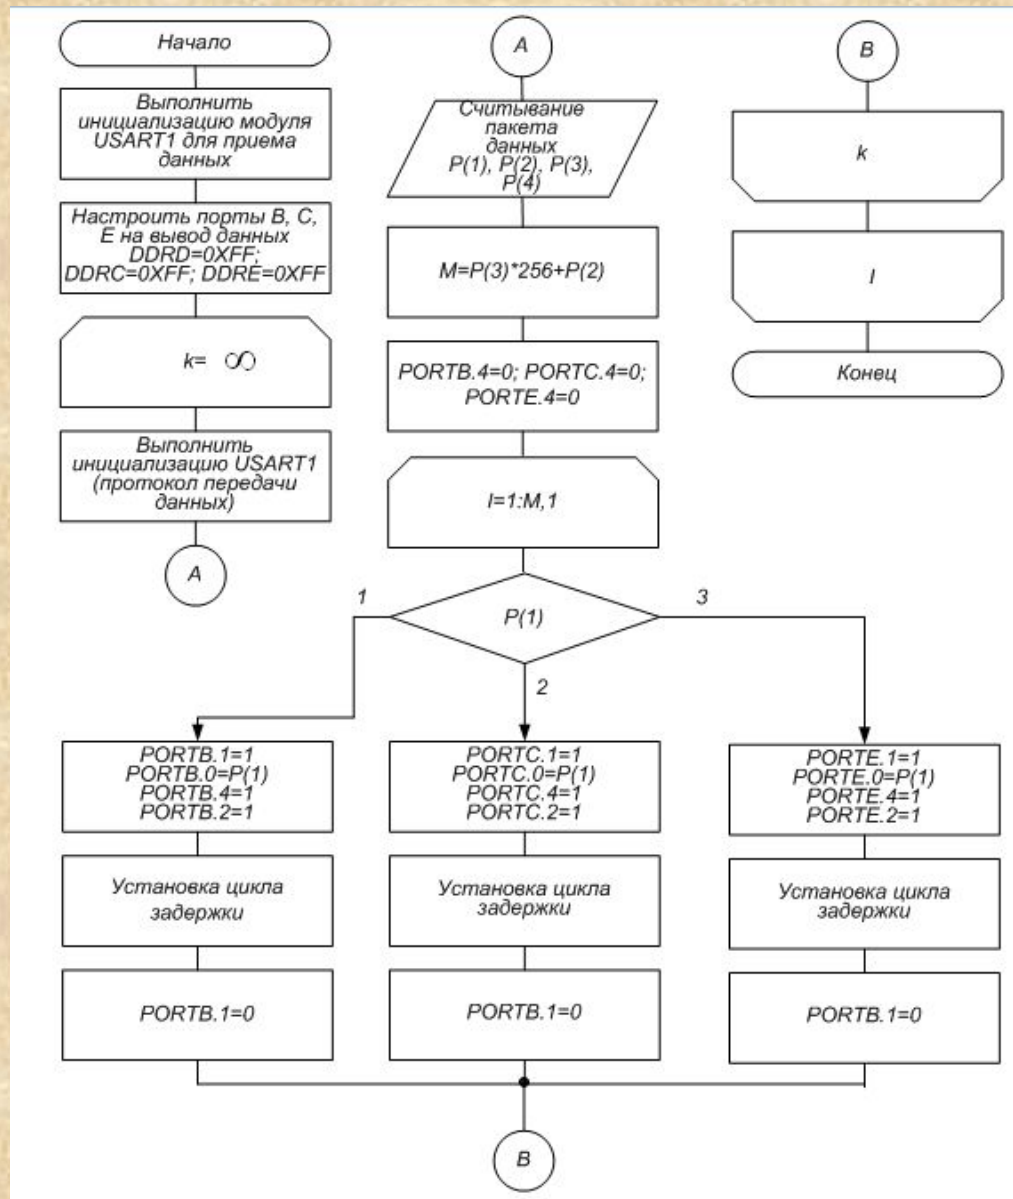 Начало
Выполнить
инициализацию модуля
USART1 для приема
данных
Настроить порты B, C,
E на вывод данных
DDRD=0XFF;
DDRC=0XFF; DDRE=0XFF
k= ∞
Выполнить
инициализацию USART1
(протокол передачи
данных)
A
A
Считывание
пакета
данных
P(1), P(2), P(3),
P(4)
M=P(3)*256+P(2)
PORTB.4=0; PORTC.4=0;
PORTE.4=0
I=1:M,1
P(1)
1
2
3
PORTB.1=1
PORTB.0=P(1)
PORTB.4=1
PORTB.2=1
Установка цикла
задержки
PORTB.1=0
PORTC.1=1
PORTC.0=P(1)
PORTC.4=1
PORTC.2=1
Установка цикла
задержки
PORTB.1=0
PORTE.1=1
PORTE.0=P(1)
PORTE.4=1
PORTE.2=1
Установка цикла
задержки
PORTB.1=0
B
B
k
I
Конец